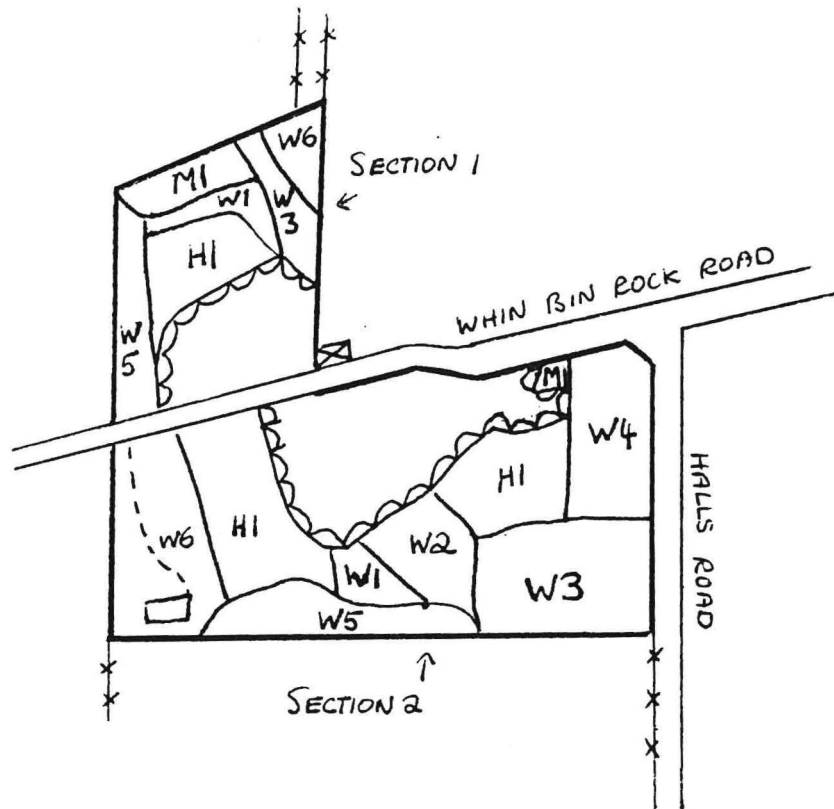 W6
M1
SECTION 1
W1
W
3
H1
WHIN BIN ROCK ROAD
W
5
M1
W4
H1
HALLS ROAD
W6
H1
W2
W1
W3
W5
SECTION 2